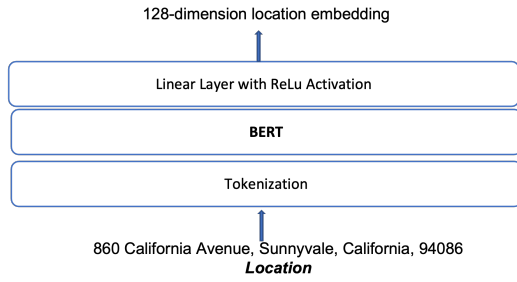 128-dimension location embedding
Linear Layer with ReLu Activation
BERT
Tokenization
860 California Avenue, Sunnyvale, California, 94086
Location